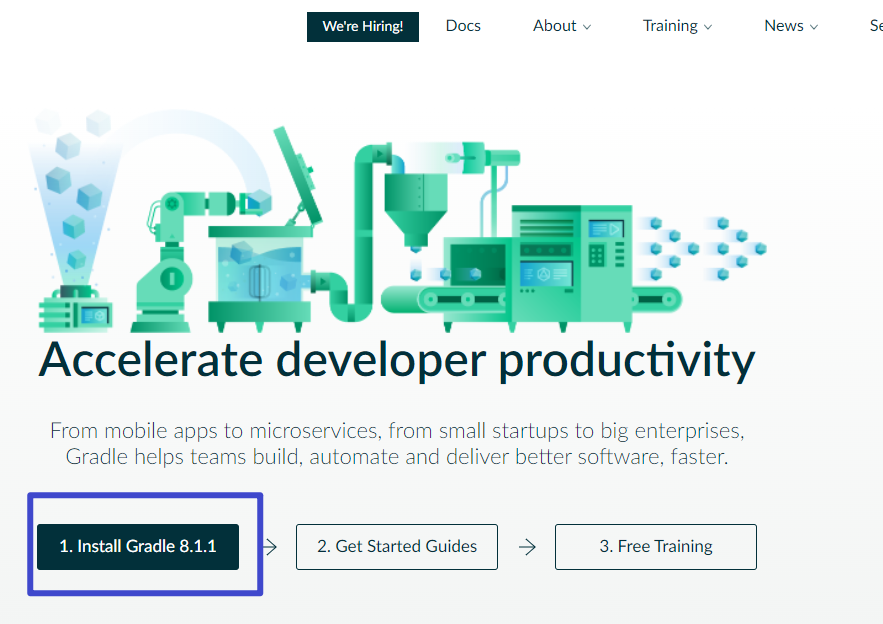 We're Hiring! Docs About Training News Se
Accelerate developer productivity
From mobile apps to microservices, from small startups to big enterprises,
Gradle helps teams build, automate and deliver better software, faster.
1. Install Gradle 8.1.1 2. Get Started Guides 3. Free Training